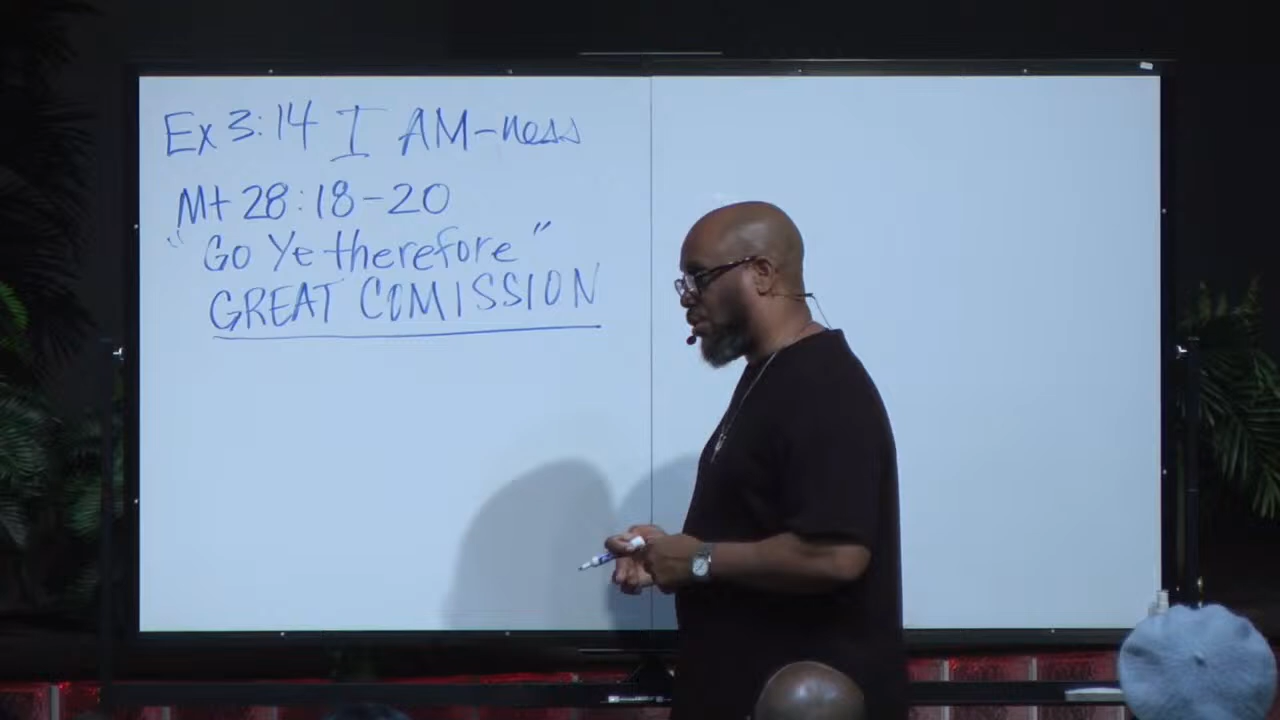 Ex 3:14 I AM-ness
Mt 28:18-20
"Go Ye therefore"
GREAT COMISSION